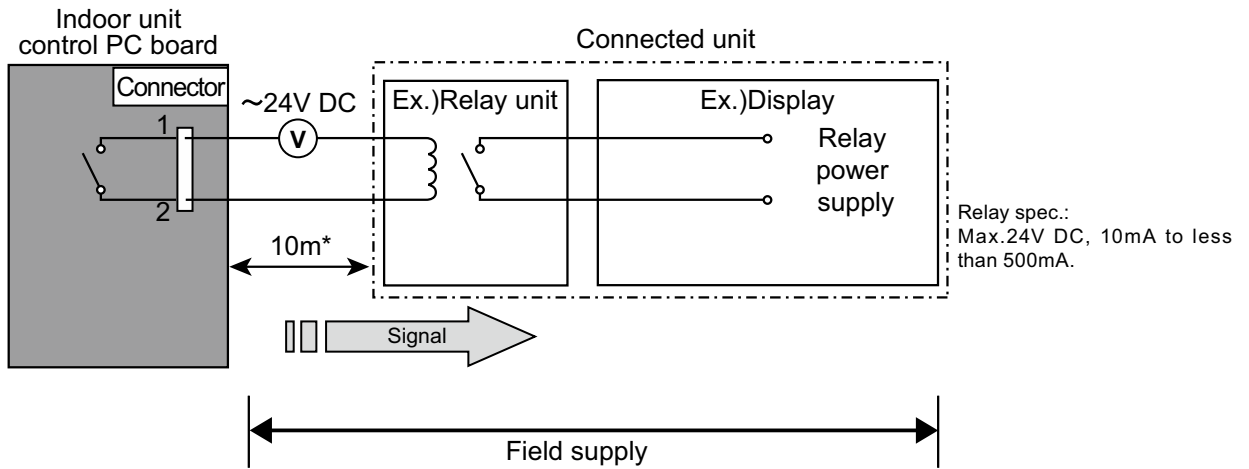 Indoor unit
control PC board
Connected unit
Connector
～24V DC
Ex.)Relay unit
Ex.)Display
1
V
Relay
power
supply
2
Relay spec.:
Max.24V DC, 10mA to less
than 500mA.
10m*
Signal
Field supply